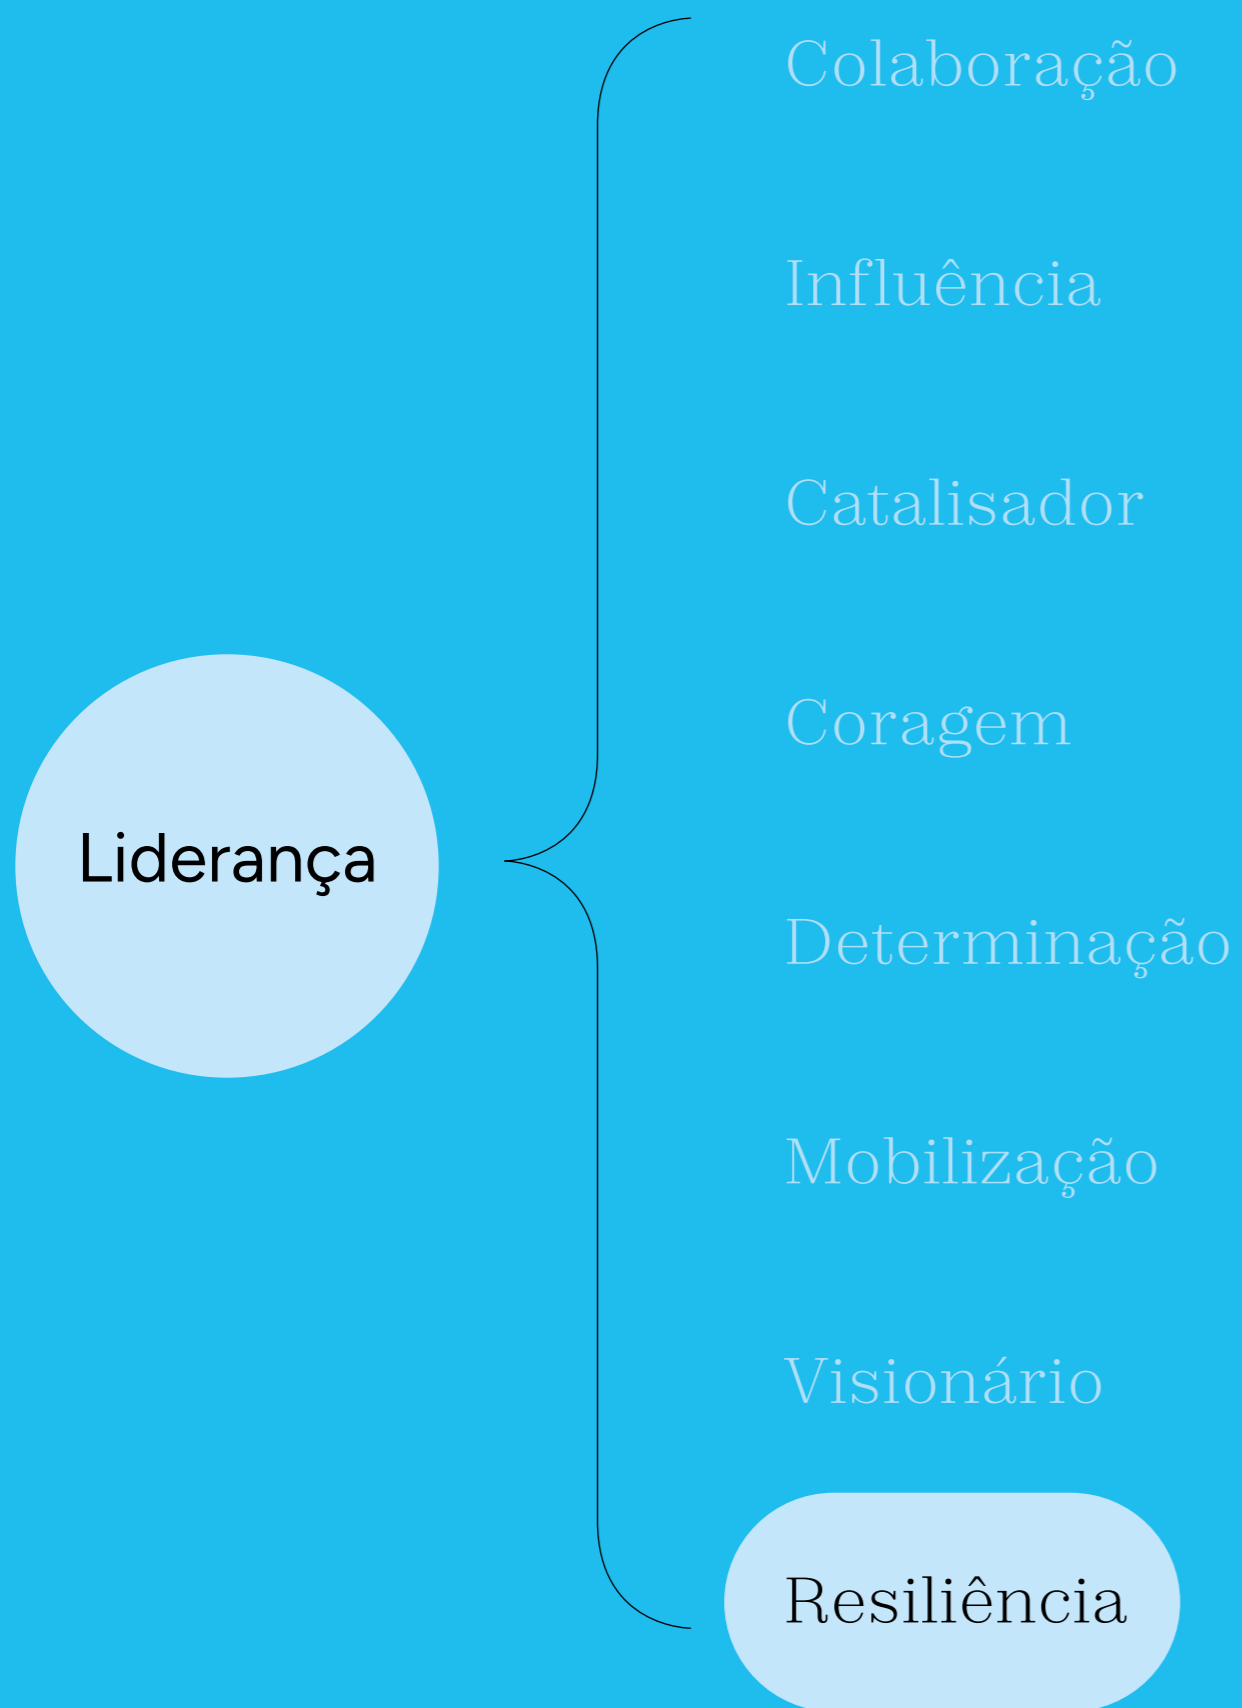 Liderança
Colaboração
Influência
Catalisador
Coragem
Determinação
Mobilização
Visionário
Resiliência